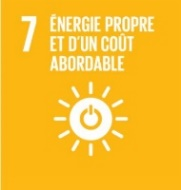 7 ÉNERGIE PROPRE
ET D'UN COÛT
ABORDABLE